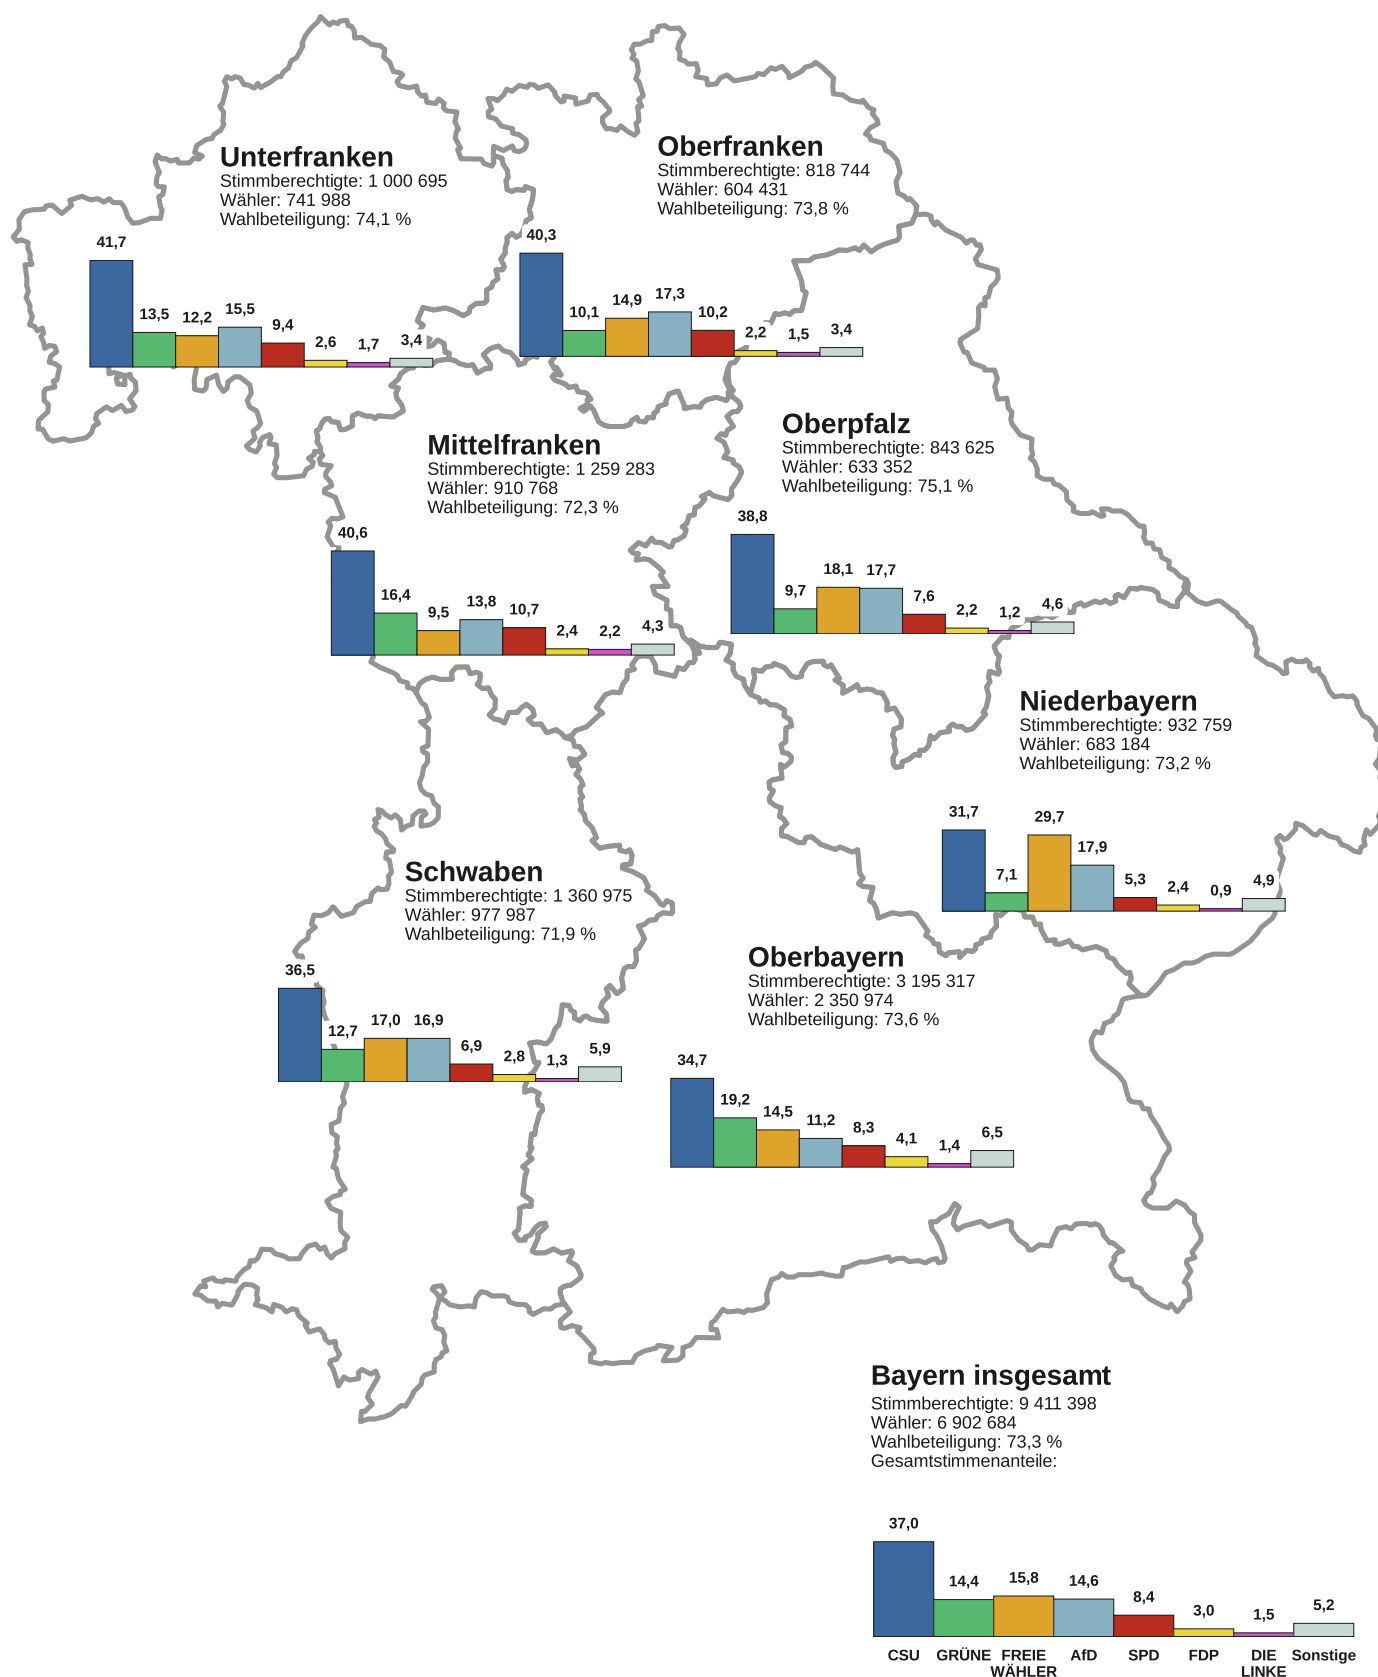 Unterfranken
Stimmberechtigte: 1 000 695
Wähler: 741 988
Wahlbeteiligung: 74,1 %
41,7
13,5
12,2
15,5
9,4
2,6
1,7
3,4
Oberfranken
Stimmberechtigte: 818 744
Wähler: 604 431
Wahlbeteiligung: 73,8 %
40,3
10,1
14,9
17,3
10,2
2,2
1,5
3,4
Mittelfranken
Stimmberechtigte: 1 259 283
Wähler: 910 768
Wahlbeteiligung: 72,3 %
40,6
16,4
9,5
13,8
10,7
2,4
2,2
4,3
Oberpfalz
Stimmberechtigte: 843 625
Wähler: 633 352
Wahlbeteiligung: 75,1 %
38,8
9,7
18,1
17,7
7,6
2,2
1,2
4,6
Niederbayern
Stimmberechtigte: 932 759
Wähler: 683 184
Wahlbeteiligung: 73,2 %
31,7
7,1
29,7
17,9
5,3
2,4
0,9
4,9
Schwaben
Stimmberechtigte: 1 360 975
Wähler: 977 987
Wahlbeteiligung: 71,9 %
36,5
12,7
17,0
16,9
6,9
2,8
1,3
5,9
Oberbayern
Stimmberechtigte: 3 195 317
Wähler: 2 350 974
Wahlbeteiligung: 73,6 %
34,7
19,2
14,5
11,2
8,3
4,1
1,4
6,5
Bayern insgesamt
Stimmberechtigte: 9 411 398
Wähler: 6 902 684
Wahlbeteiligung: 73,3 %
Gesamtstimmenanteile:
37,0
14,4
15,8
14,6
8,4
3,0
1,5
5,2
CSU
GRÜNE
FREIE
WÄHLER
AfD
SPD
FDP
DIE
LINKE
Sonstige